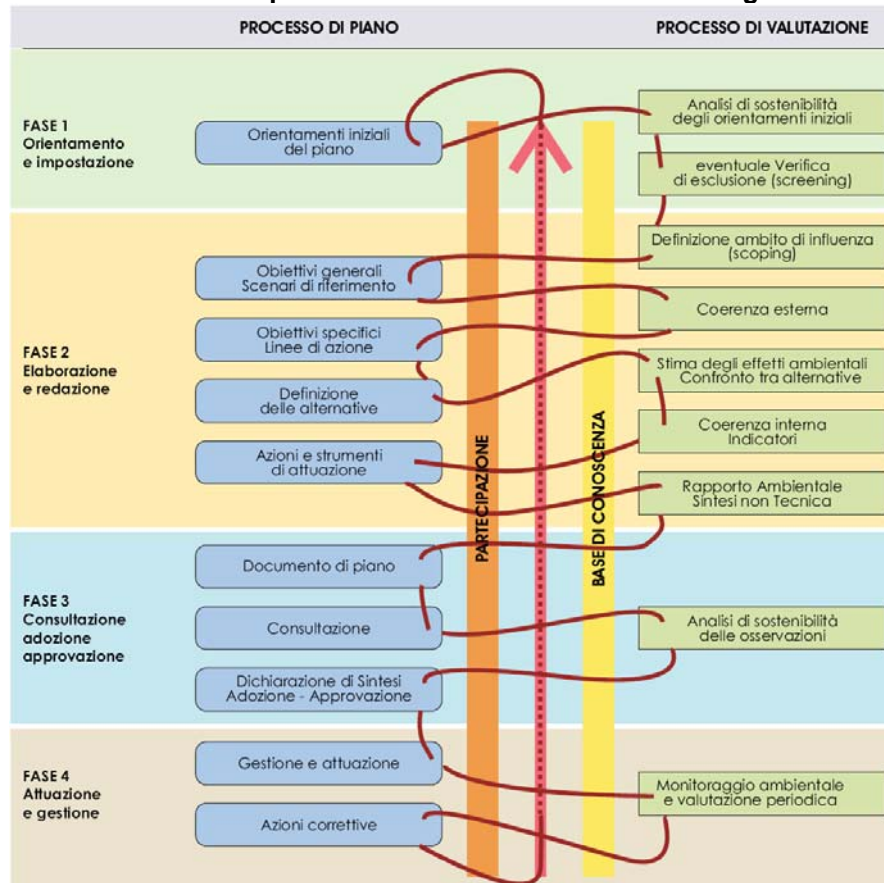 PROCESSO DI PIANO
PROCESSO DI VALUTAZIONE
FASE 1
Orientamento
e impostazione
Orientamenti iniziali
del piano
Analisi di sostenibilità
degli orientamenti iniziali
eventuale Verifica
di esclusione (screening)
FASE 2
Elaborazione
e redazione
Obiettivi generali
Scenari di riferimento
Obiettivi specifici
Linee di azione
Definizione
delle alternative
Azioni e strumenti
di attuazione
Definizione ambito di influenza
(scoping)
Coerenza esterna
Stima degli effetti ambientali
Confronto tra alternative
Coerenza interna
Indicatori
Rapporto Ambientale
Sintesi non Tecnica
PARTECIPAZIONE
BASE DI CONOSCENZA
FASE 3
Consultazione
adozione
approvazione
Documento di piano
Consultazione
Dichiarazione di Sintesi
Adozione - Approvazione
Analisi di sostenibilità
delle osservazioni
FASE 4
Attuazione
e gestione
Gestione e attuazione
Azioni correttive
Monitoraggio ambientale
e valutazione periodica